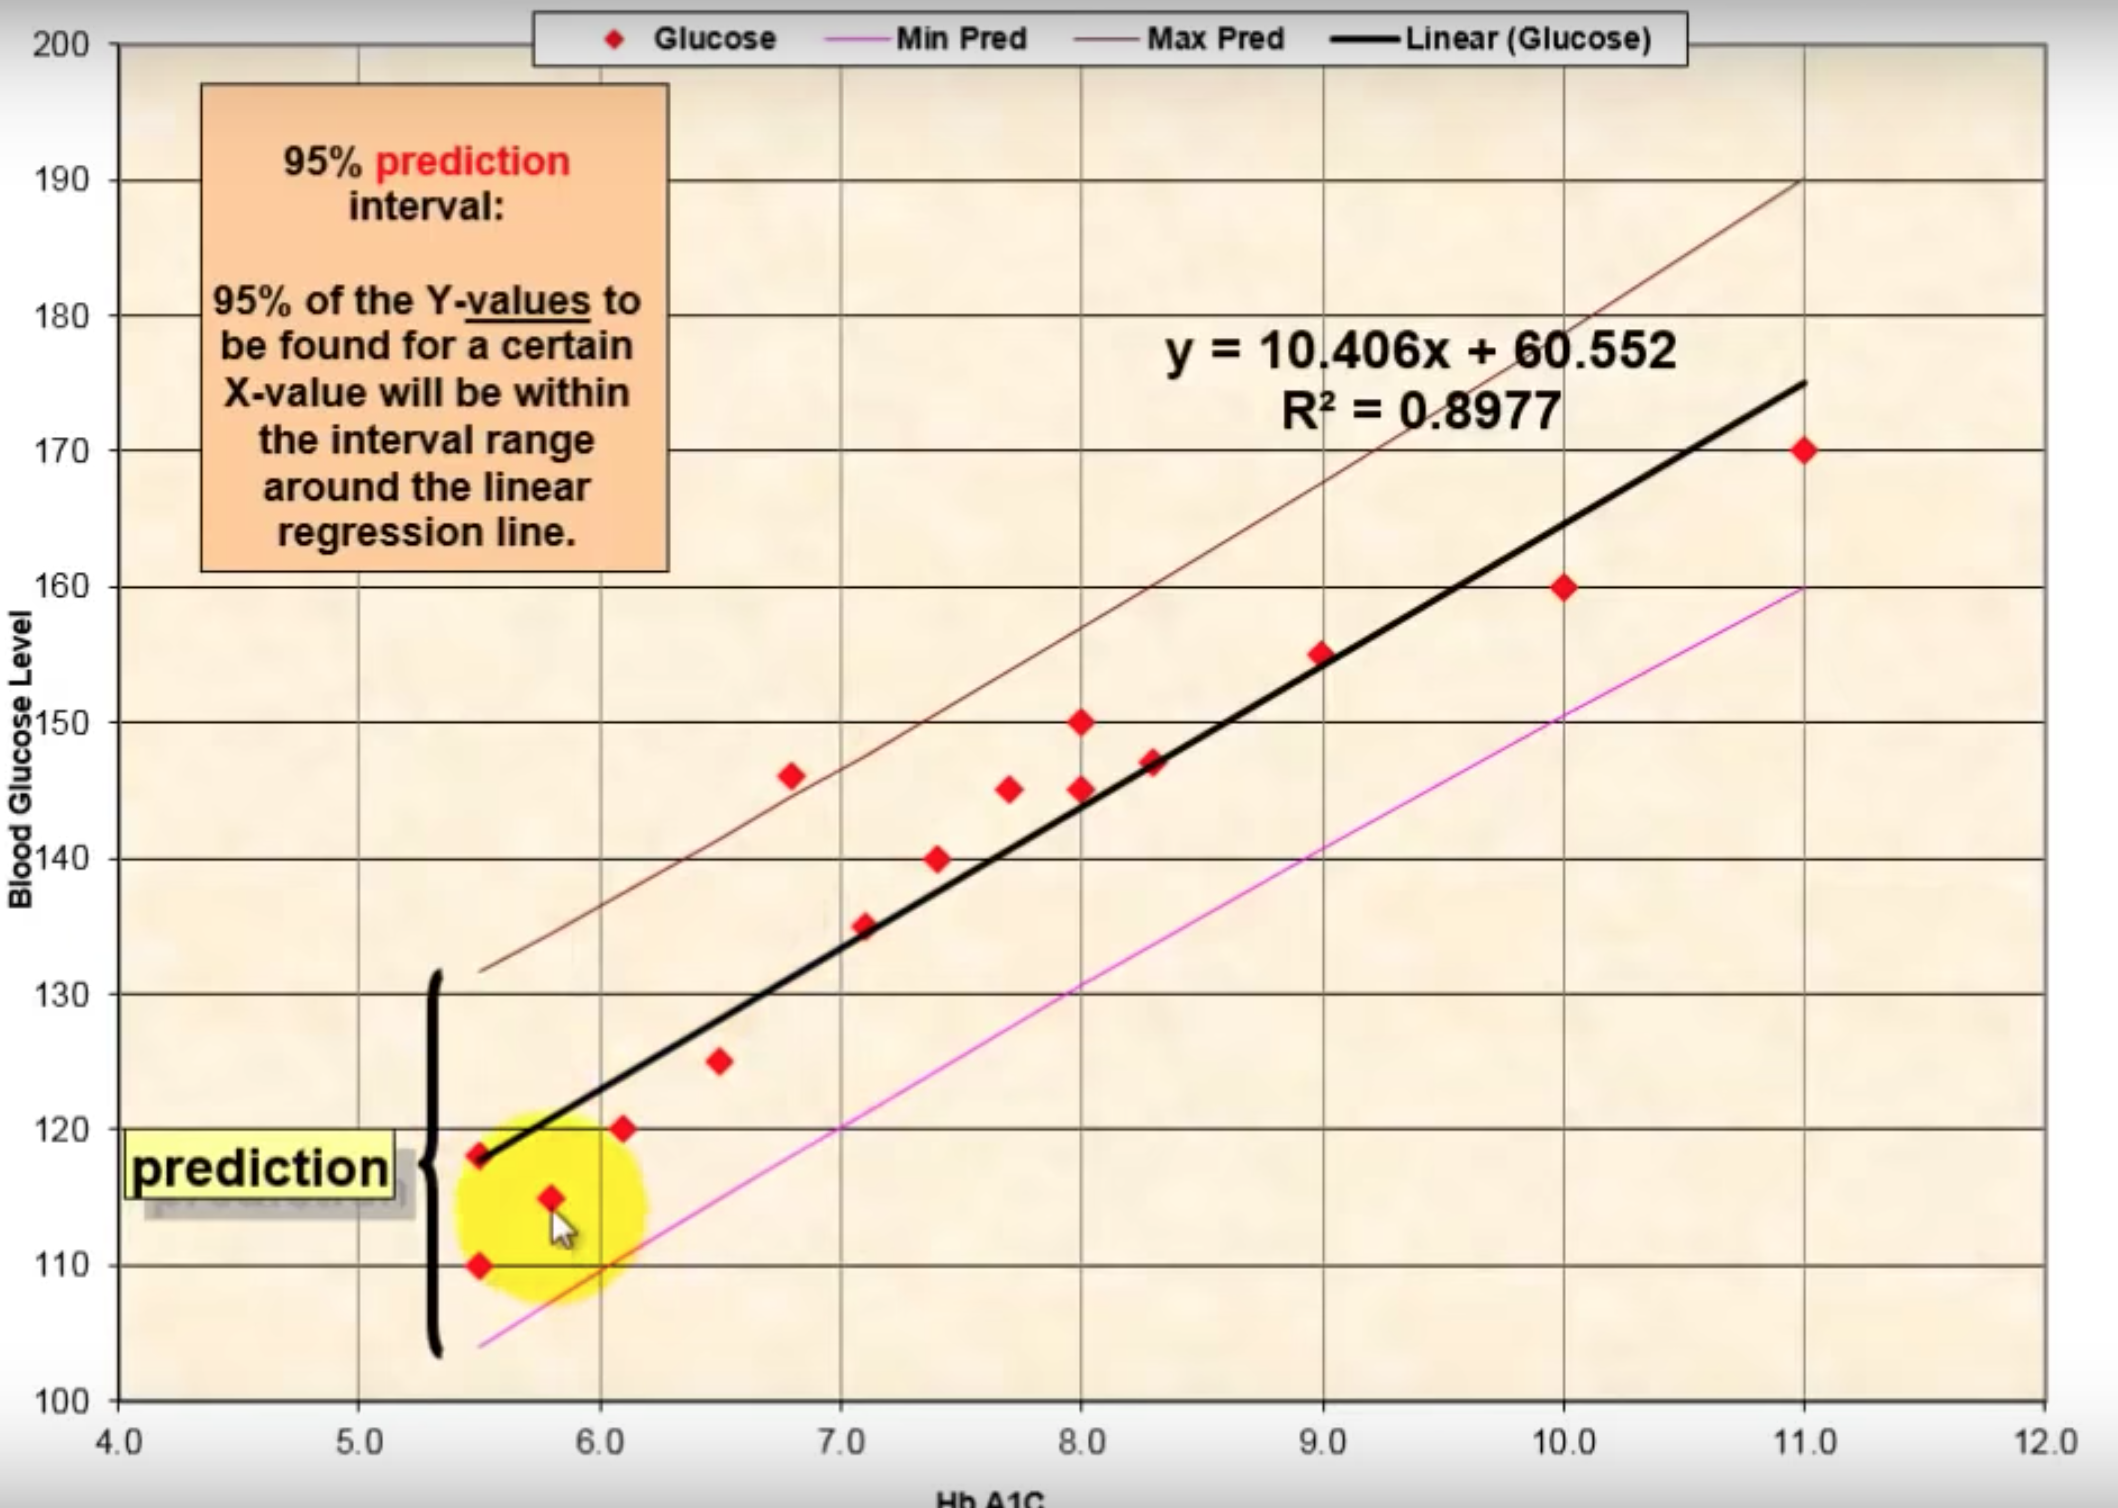 Glucose Min Pred Max Pred Linear (Glucose)
200
190
180
170
160
150
140
130
120
110
100
Blood Glucose Level
95% prediction
interval:
95% of the Y-values to
be found for a certain
X-value will be within
the interval range
around the linear
regression line.
y = 10.406x + 60.552
R² = 0.8977
prediction
4.0 5.0 6.0 7.0 8.0 9.0 10.0 11.0 12.0
Hb A1C